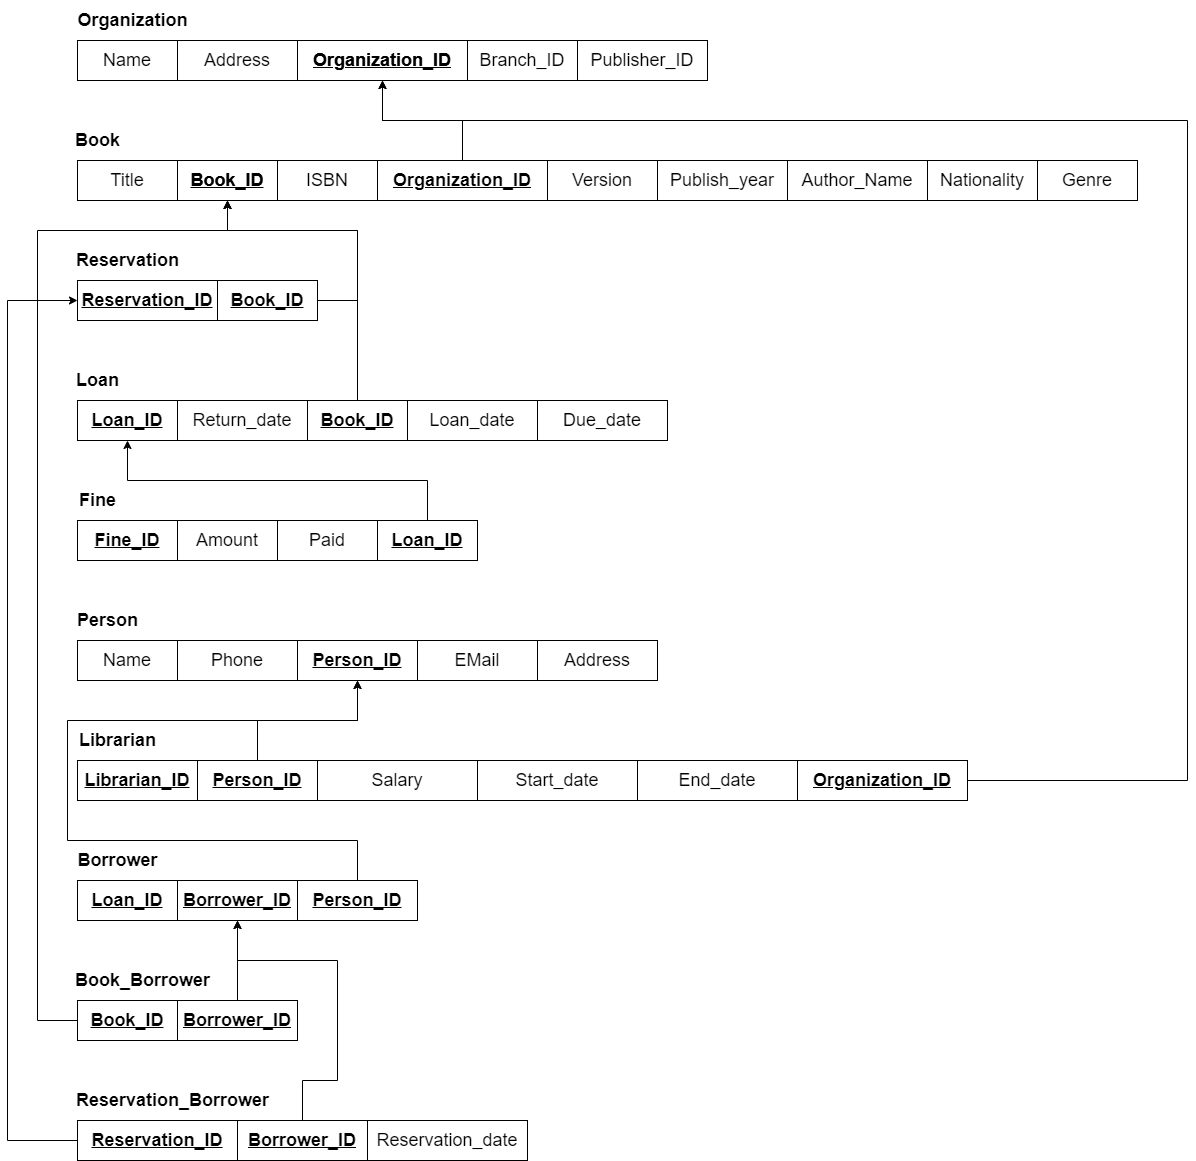 Organization
Name Address Organization_ID Branch_ID Publisher_ID
Book
Title Book_ID ISBN Organization_ID Version Publish_year Author_Name Nationality Genre
Reservation
Reservation_ID Book_ID
Loan
Loan_ID Return_date Book_ID Loan_date Due_date
Fine
Fine_ID Amount Paid Loan_ID
Person
Name Phone Person_ID EMail Address
Librarian
Librarian_ID Person_ID Salary Start_date End_date Organization_ID
Borrower
Loan_ID Borrower_ID Person_ID
Book_Borrower
Book_ID Borrower_ID
Reservation_Borrower
Reservation_ID Borrower_ID Reservation_date